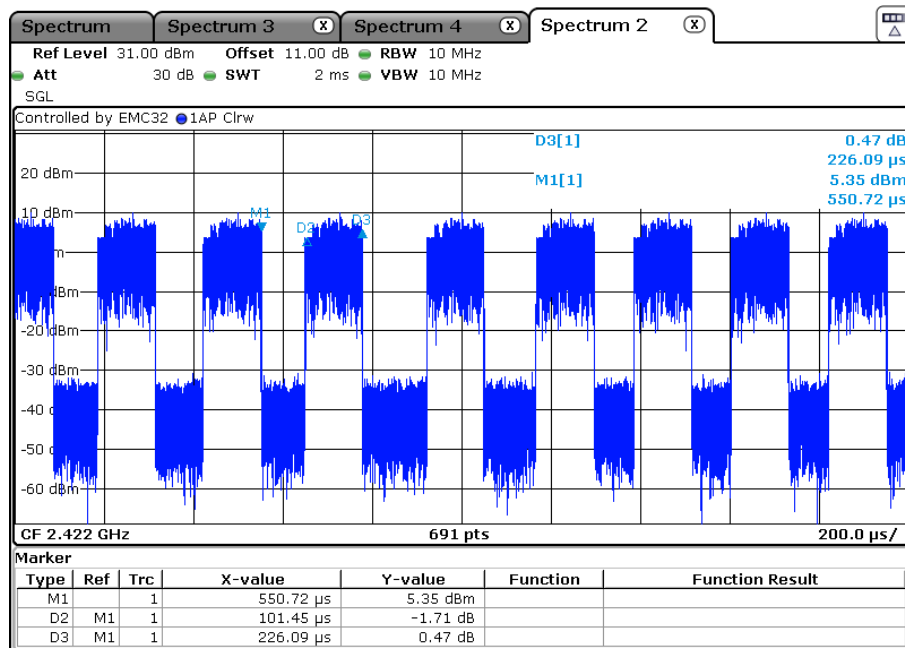 Spectrum Spectrum 3 X Spectrum 4 X Spectrum 2 X
Ref Level 31.00 dBm Offset 11.00 dB RBW 10 MHz
Att 30 dB SWT 2 ms VBW 10 MHz
SGL
Controlled by EMC32 1AP Clrw
D3[1] 0.47 dB
226.09 µs
M1[1] 5.35 dBm
550.72 µs
20 dBm
10 dBm
M1
D2
D3
-20 dBm
-30 dBm
-40
-50
-60 dBm
CF 2.422 GHz 691 pts 200.0 µs/
Marker
Type Ref Trc X-value Y-value Function Function Result
M1 1 550.72 µs 5.35 dBm
D2 M1 1 101.45 µs -1.71 dB
D3 M1 1 226.09 µs 0.47 dB